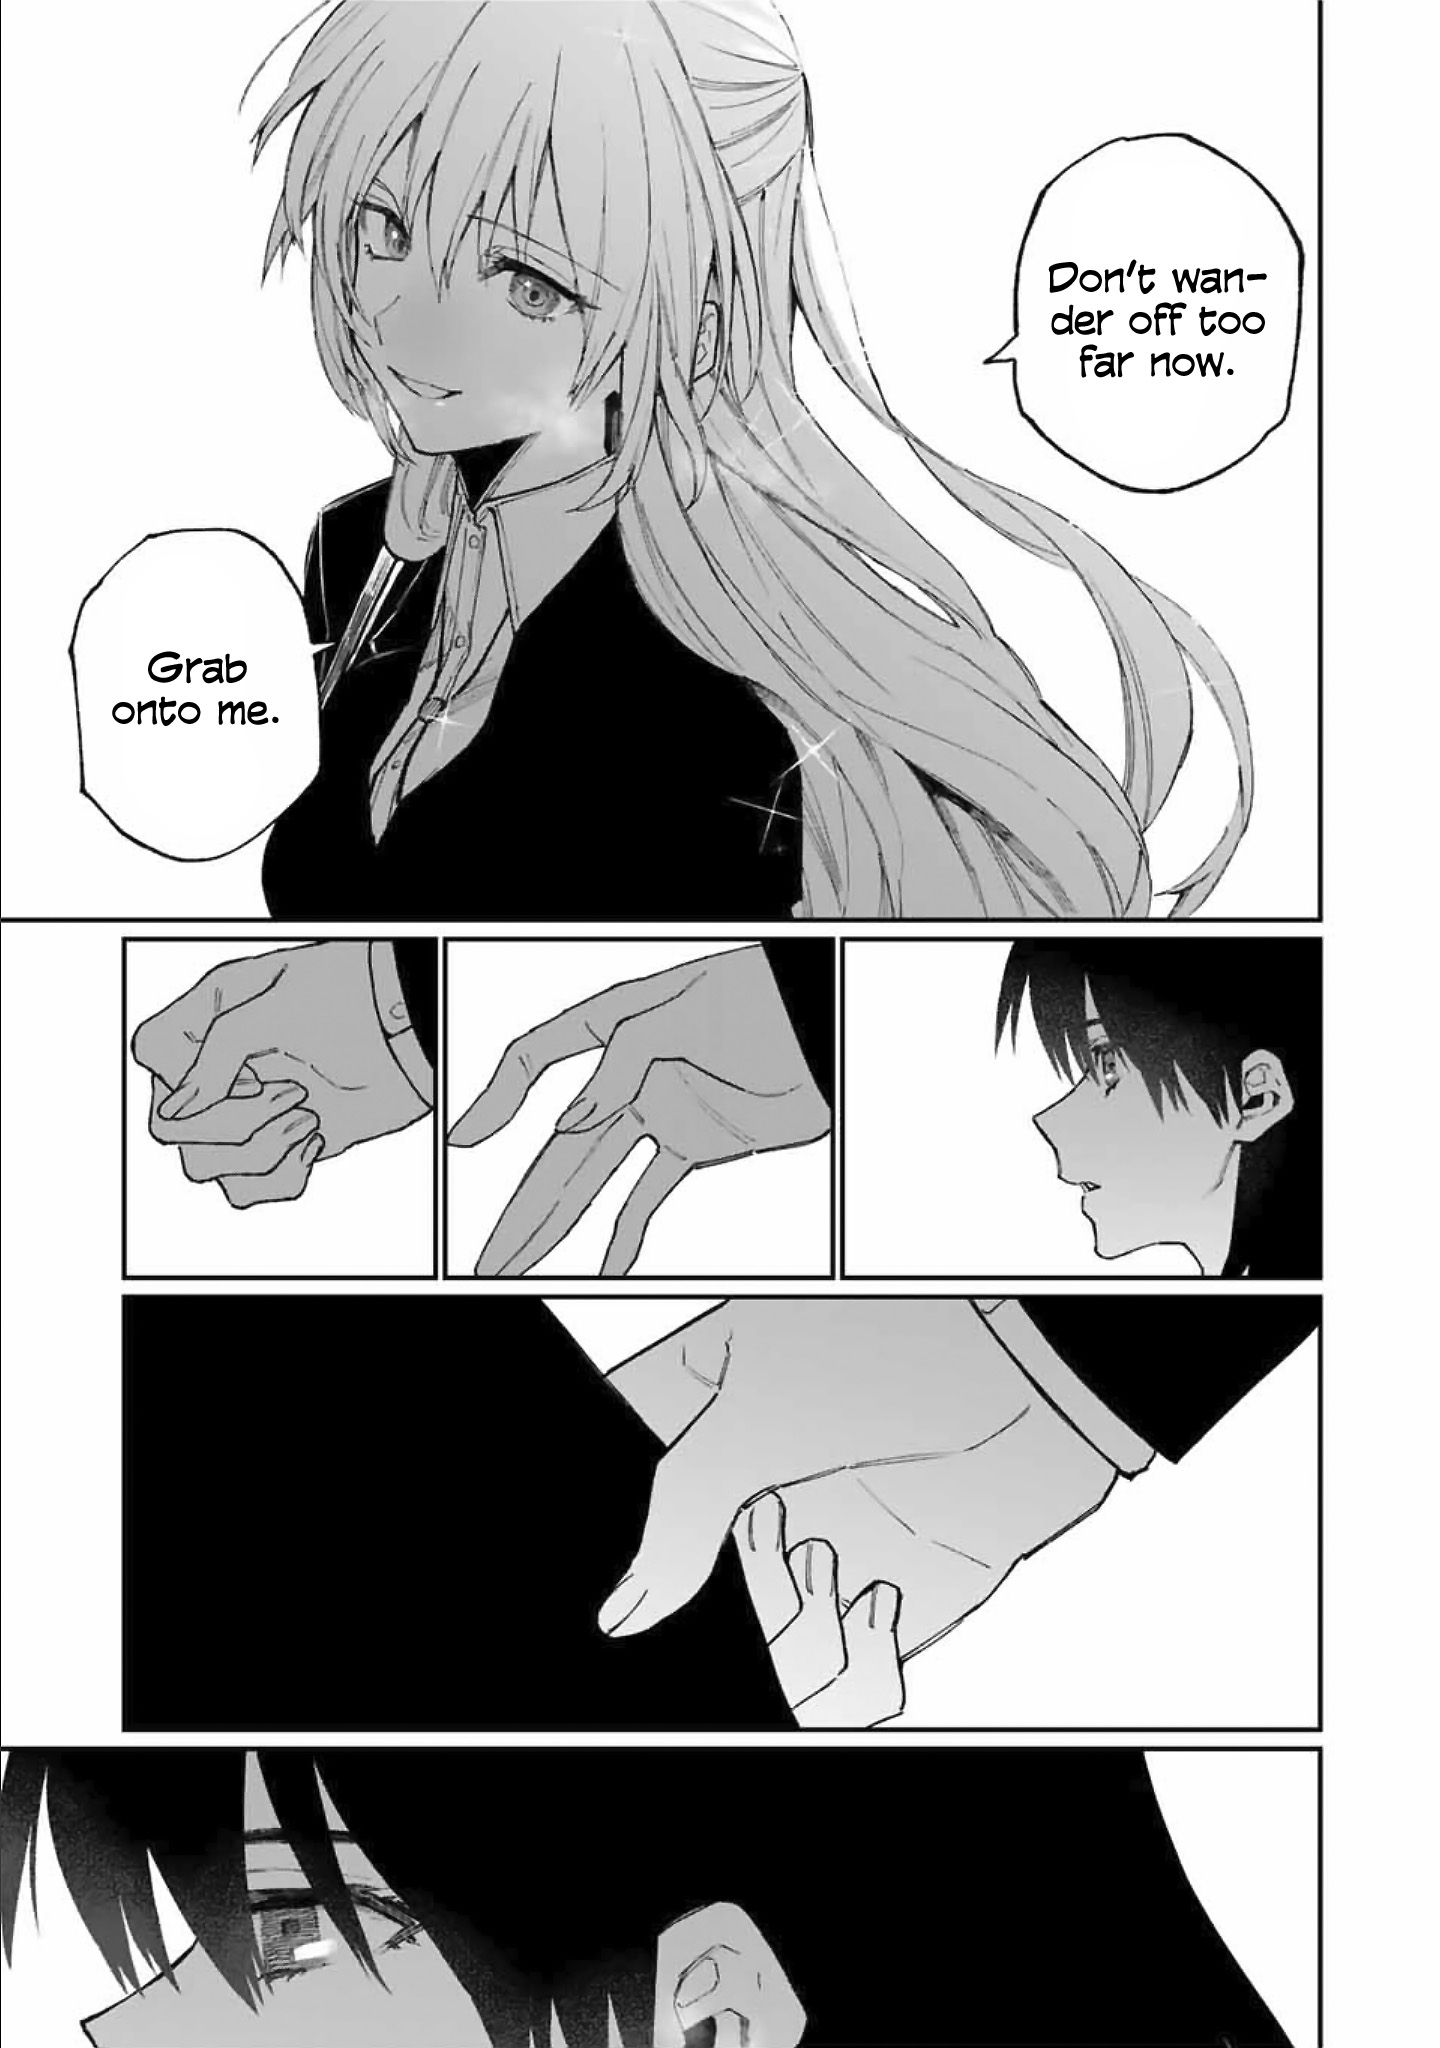 Don't wan-
der off too
far now.
Grab
onto me.